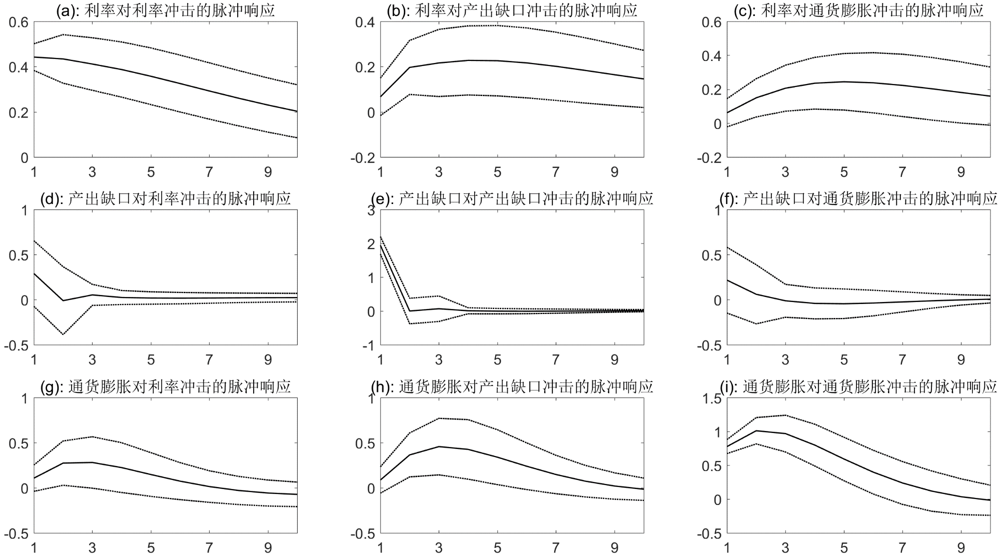 (a): 利率对利率冲击的脉冲响应
0.6
0.4
0.2
0
1 3 5 7 9
(b): 利率对产出缺口冲击的脉冲响应
0.4
0.2
0
-0.2
1 3 5 7 9
(c): 利率对通货膨胀冲击的脉冲响应
0.6
0.4
0.2
0
-0.2
1 3 5 7 9
(d): 产出缺口对利率冲击的脉冲响应
1
0.5
0
-0.5
1 3 5 7 9
(e): 产出缺口对产出缺口冲击的脉冲响应
3
2
1
0
-1
1 3 5 7 9
(f): 产出缺口对通货膨胀冲击的脉冲响应
1
0.5
0
-0.5
1 3 5 7 9
(g): 通货膨胀对利率冲击的脉冲响应
1
0.5
0
-0.5
1 3 5 7 9
(h): 通货膨胀对产出缺口冲击的脉冲响应
1
0.5
0
-0.5
1 3 5 7 9
(i): 通货膨胀对通货膨胀冲击的脉冲响应
1.5
1
0.5
0
-0.5
1 3 5 7 9